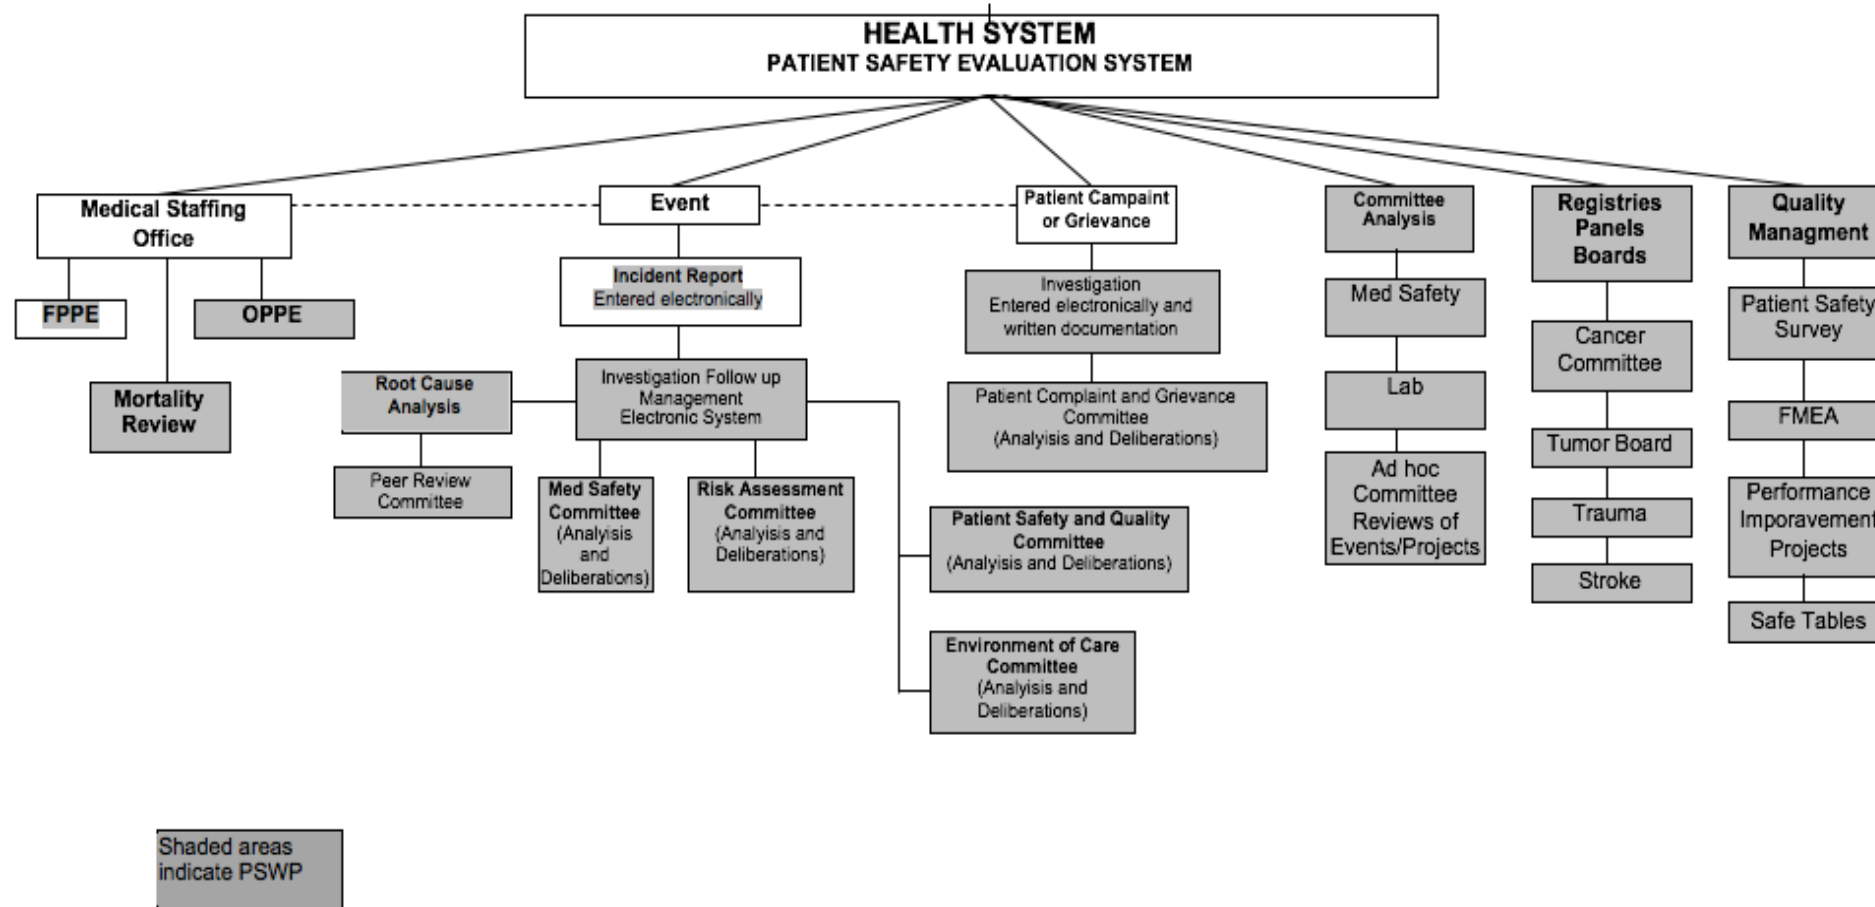 HEALTH SYSTEM
PATIENT SAFETY EVALUATION SYSTEM
Medical Staffing
Office
FPPE
OPPE
Mortality
Review
Event
Incident Report
Entered electronically
Investigation Follow up
Management
Electronic System
Root Cause
Analysis
Peer Review
Committee
Med Safety
Committee
(Analyisis
and
Deliberations)
Risk Assessment
Committee
(Analyisis and
Deliberations)
Patient Safety and Quality
Committee
(Analyisis and Deliberations)
Environment of Care
Committee
(Analyisis and
Deliberations)
Patient Campaint
or Grievance
Investigation
Entered electronically and
written documentation
Patient Complaint and Grievance
Committee
(Analyisis and Deliberations)
Committee
Analysis
Med Safety
Lab
Ad hoc
Committee
Reviews of
Events/Projects
Registries
Panels
Boards
Cancer
Committee
Tumor Board
Trauma
Stroke
Quality
Managment
Patient Safety
Survey
FMEA
Performance
Imporavement
Projects
Safe Tables
Shaded areas
indicate PSWP